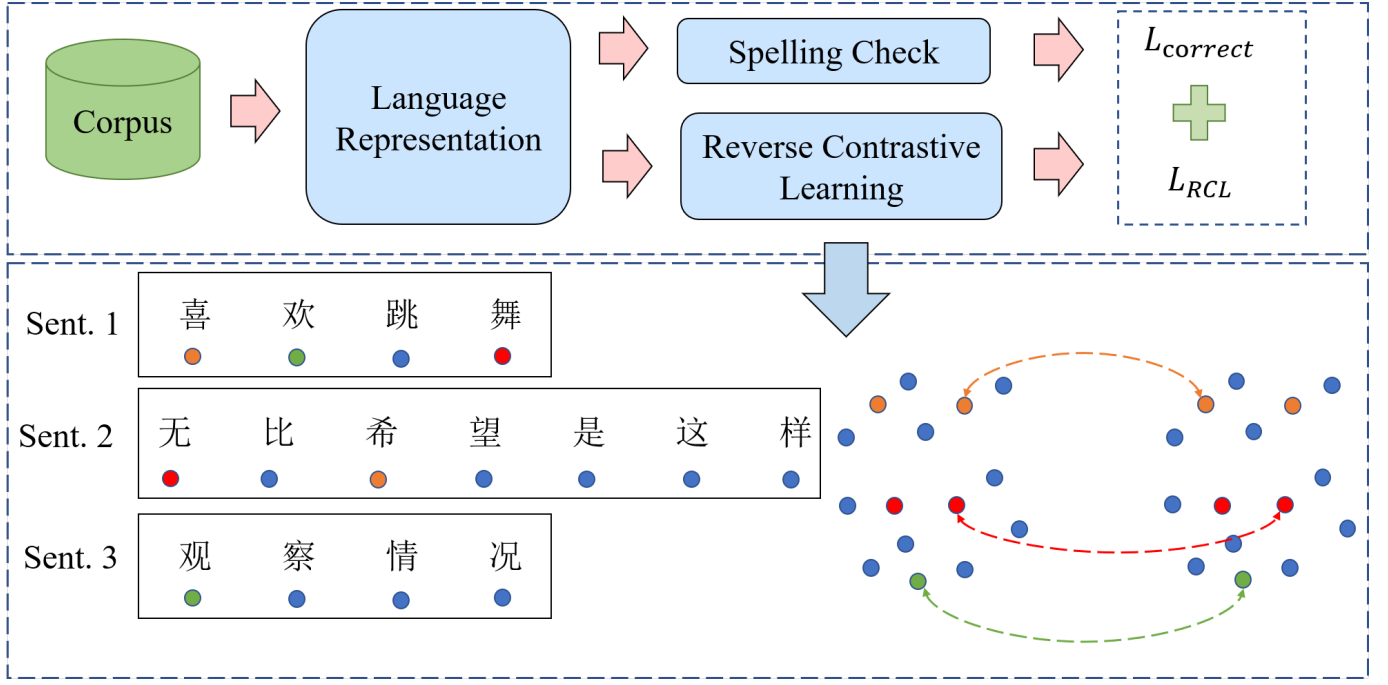 Corpus
Language
Representation
Spelling Check
Reverse Contrastive
Learning
L_correct
L_RCL
Sent. 1
喜 欢 跳 舞
Sent. 2
无 比 希 望 是 这 样
Sent. 3
观 察 情 况